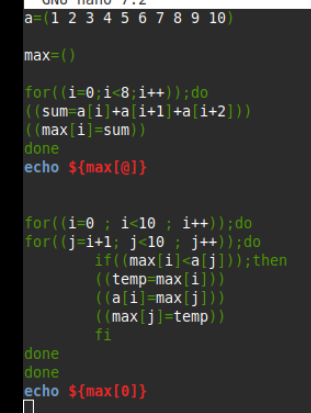 GNU nano 7.2
a=(1 2 3 4 5 6 7 8 9 10)
max=()
for((i=0;i<8;i++));do
((sum=a[i]+a[i+1]+a[i+2]))
((max[i]=sum))
done
echo ${max[@]}
for((i=0 ; i<10 ; i++));do
for((j=i+1; j<10 ; j++));do
if((max[i]<a[j]));then
((temp=max[i]))
((a[i]=max[j]))
((max[j]=temp))
fi
done
done
echo ${max[0]}